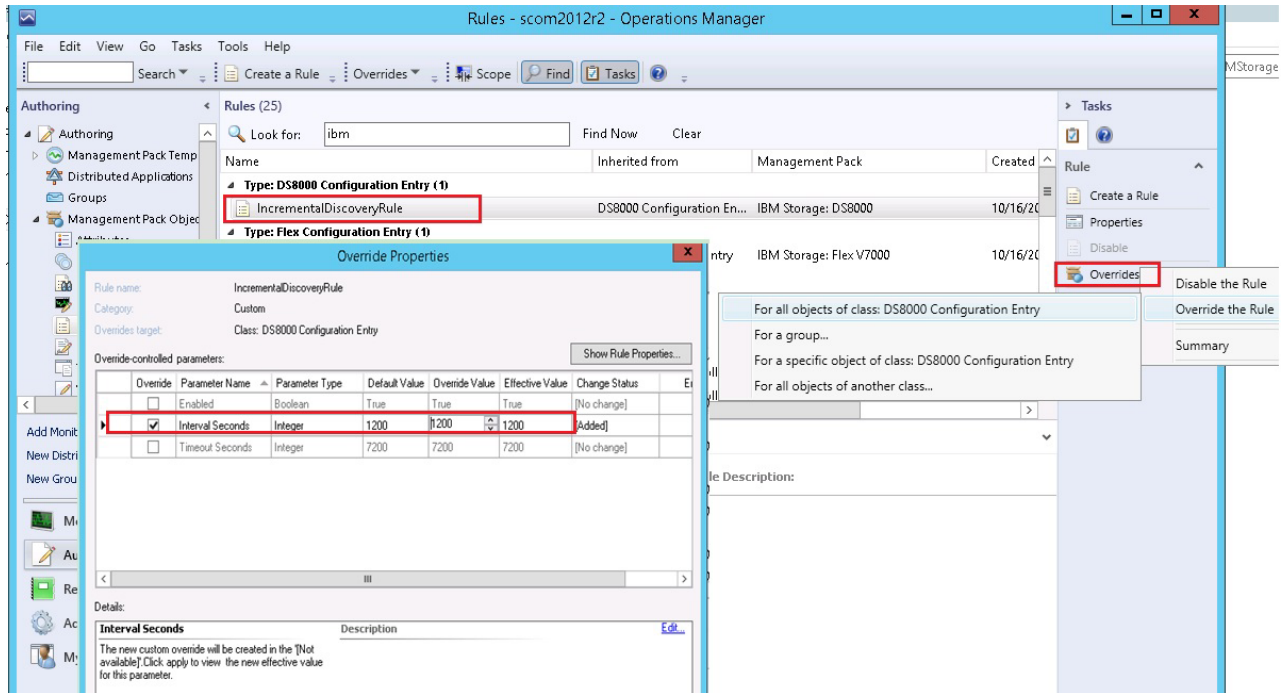 Rules - scom2012r2 - Operations Manager
File Edit View Go Tasks Tools Help
Search Create a Rule Overrides Scope Find Tasks
MStorage
Authoring
Authoring
Management Pack Temp
Distributed Applications
Groups
Management Pack Objec
Rules (25)
Look for: ibm Find Now Clear
Name Inherited from Management Pack Created
Type: DS8000 Configuration Entry (1)
IncrementalDiscoveryRule DS8000 Configuration En... IBM Storage: DS8000 10/16/20
Type: Flex Configuration Entry (1)
ntry IBM Storage: Flex V7000 10/16/20
Tasks
Rule
Create a Rule
Properties
Disable
Overrides
Disable the Rule
Override the Rule
Summary
For all objects of class: DS8000 Configuration Entry
For a group...
For a specific object of class: DS8000 Configuration Entry
For all objects of another class...
Override Properties
Rule name: IncrementalDiscoveryRule
Category: Custom
Overrides target: Class: DS8000 Configuration Entry
Override-controlled parameters: Show Rule Properties...
Override Parameter Name Parameter Type Default Value Override Value Effective Value Change Status
Enabled Boolean True True True [No change]
Interval Seconds Integer 1200 1200 1200 [Added]
Timeout Seconds Integer 7200 7200 7200 [No change]
Details:
Interval Seconds Description Edit...
The new custom override will be created in the '[Not
available]'.Click apply to view the new effective value
for this parameter.
le Description:
Add Monit
New Distri
New Grou
M
Au
Re
Ac
My